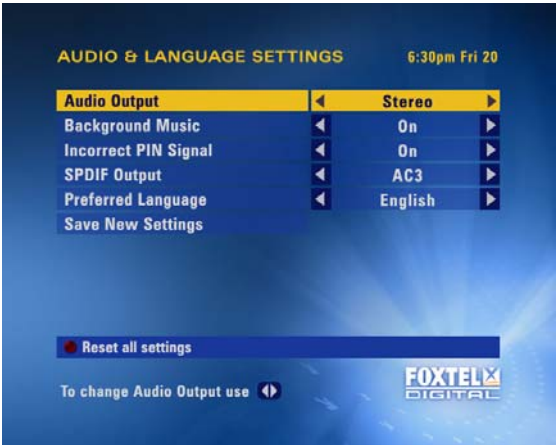 AUDIO & LANGUAGE SETTINGS 6:30pm Fri 20
Audio Output Stereo
Background Music On
Incorrect PIN Signal On
SPDIF Output AC3
Preferred Language English
Save New Settings
Reset all settings
To change Audio Output use
FOXTEL
DIGITAL